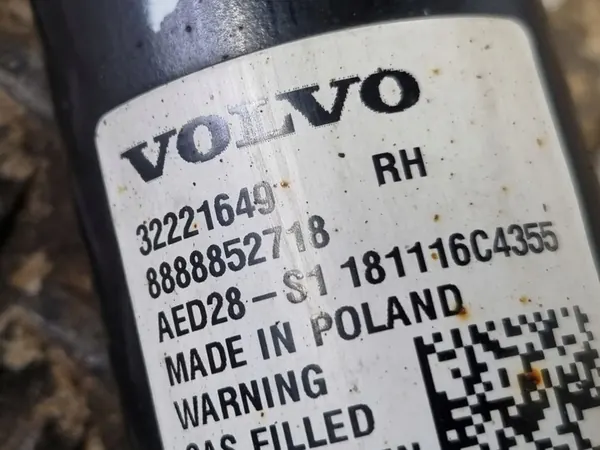 VOLVO
RH
32221649
8888852718
AED28-S1 181116C4355
MADE IN POLAND
WARNING
GAS FILLED